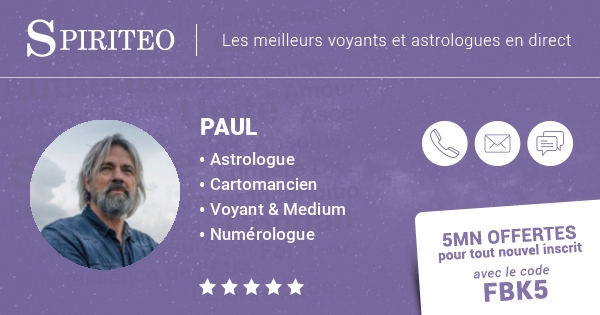 SPIRITEO
Les meilleurs voyants et astrologues en direct
PAUL
• Astrologue
• Cartomancien
• Voyant & Medium
• Numérologue
5MN OFFERTES
pour tout nouvel inscrit
avec le code
FBK5